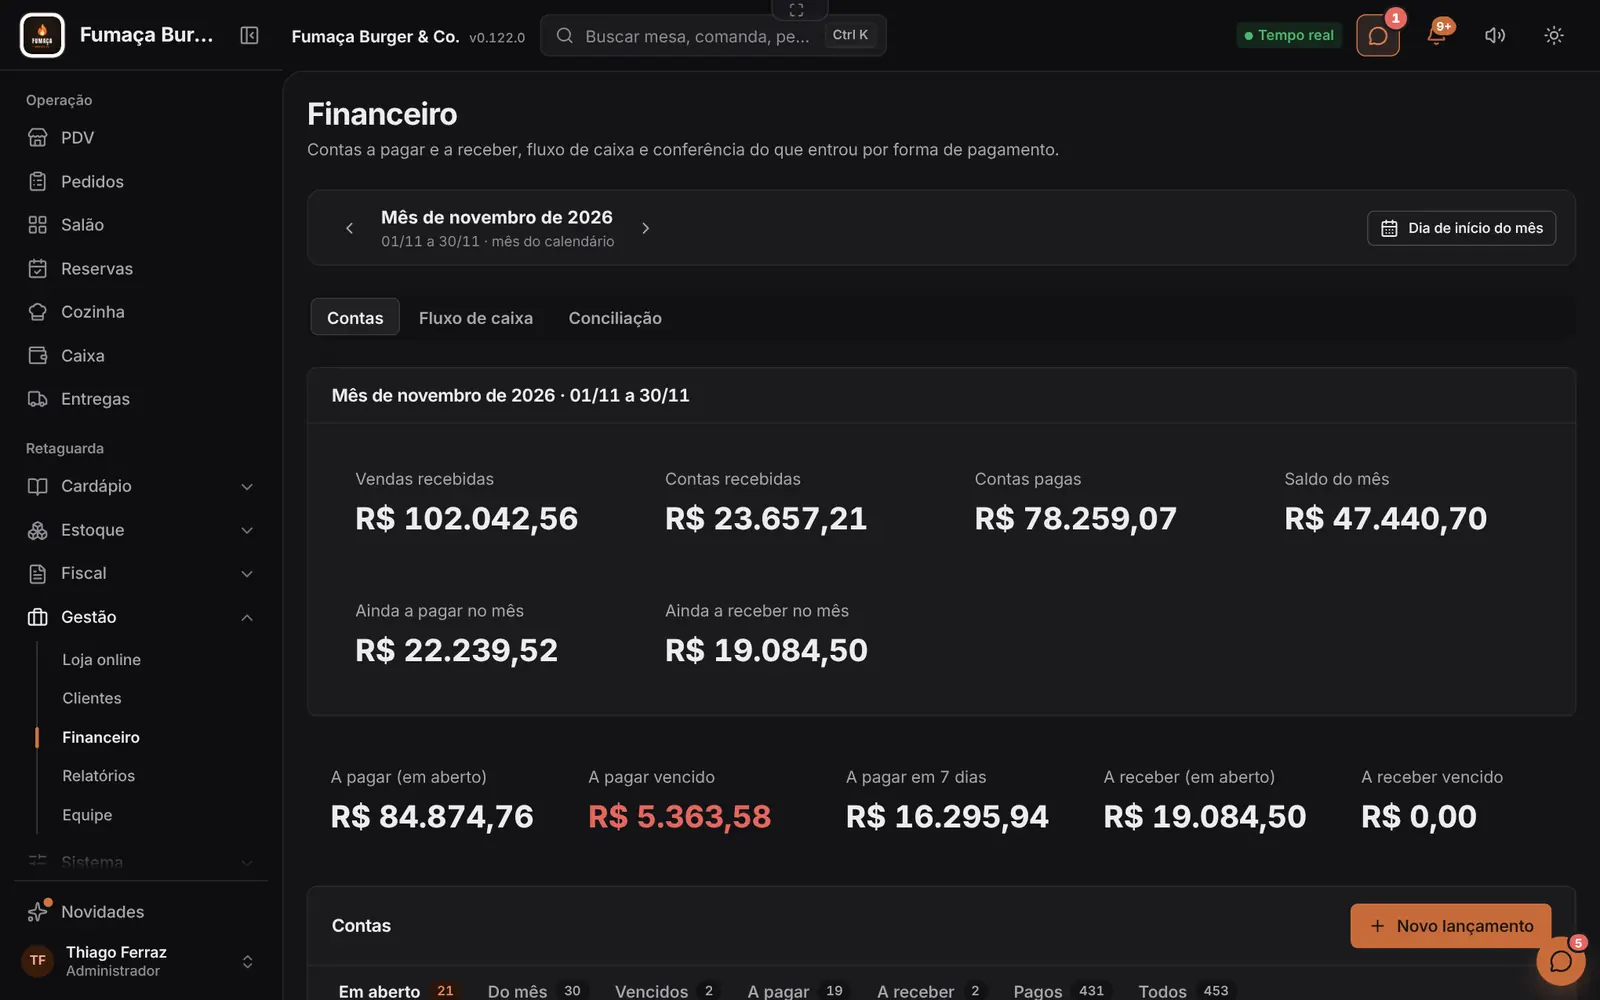 FUMAÇA
Fumaça Bur...
Fumaça Burger & Co. v0.122.0
Buscar mesa, comanda, pe... Ctrl K
Tempo real
1
9+
Operação
PDV
Pedidos
Salão
Reservas
Cozinha
Caixa
Entregas
Retaguarda
Cardápio
Estoque
Fiscal
Gestão
Loja online
Clientes
Financeiro
Relatórios
Equipe
Sistema
Novidades
TF
Thiago Ferraz
Administrador
Financeiro
Contas a pagar e a receber, fluxo de caixa e conferência do que entrou por forma de pagamento.
Mês de novembro de 2026
01/11 a 30/11 · mês do calendário
Dia de início do mês
Contas Fluxo de caixa Conciliação
Mês de novembro de 2026 · 01/11 a 30/11
Vendas recebidas
R$ 102.042,56
Contas recebidas
R$ 23.657,21
Contas pagas
R$ 78.259,07
Saldo do mês
R$ 47.440,70
Ainda a pagar no mês
R$ 22.239,52
Ainda a receber no mês
R$ 19.084,50
A pagar (em aberto)
R$ 84.874,76
A pagar vencido
R$ 5.363,58
A pagar em 7 dias
R$ 16.295,94
A receber (em aberto)
R$ 19.084,50
A receber vencido
R$ 0,00
Contas
+ Novo lançamento
5
Em aberto 21 Do mês 30 Vencidos 2 A pagar 19 A receber 2 Pagos 431 Todos 453